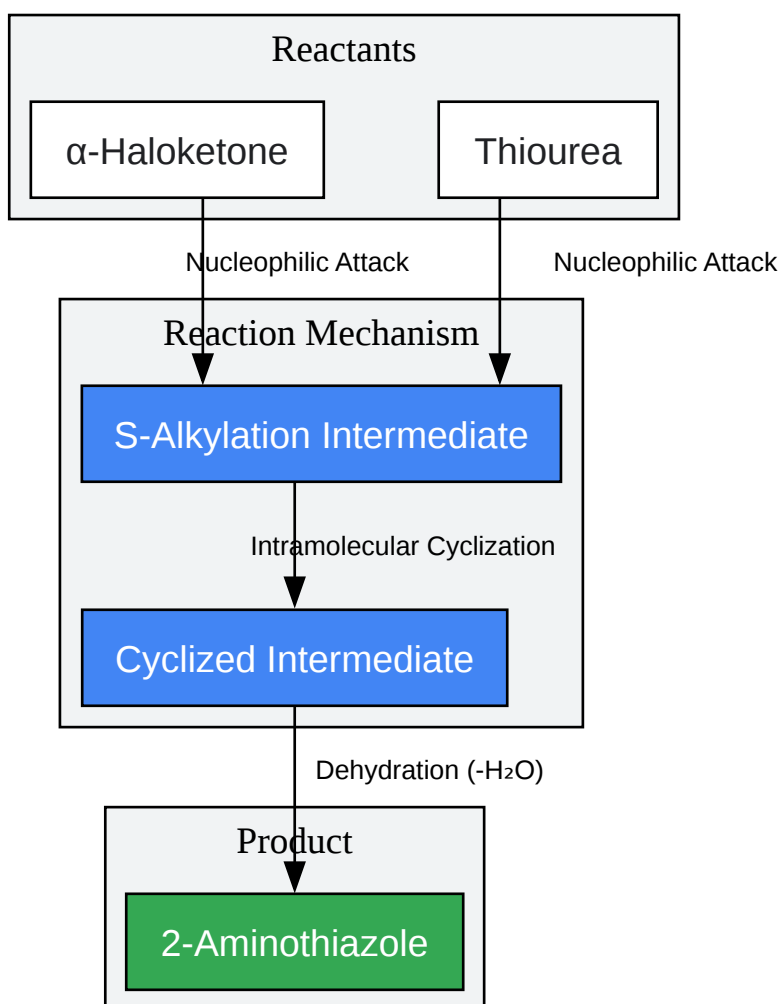 Reactants
α-Haloketone
Thiourea
Nucleophilic Attack
Nucleophilic Attack
Reaction Mechanism
S-Alkylation Intermediate
Intramolecular Cyclization
Cyclized Intermediate
Dehydration (-H₂O)
Product
2-Aminothiazole